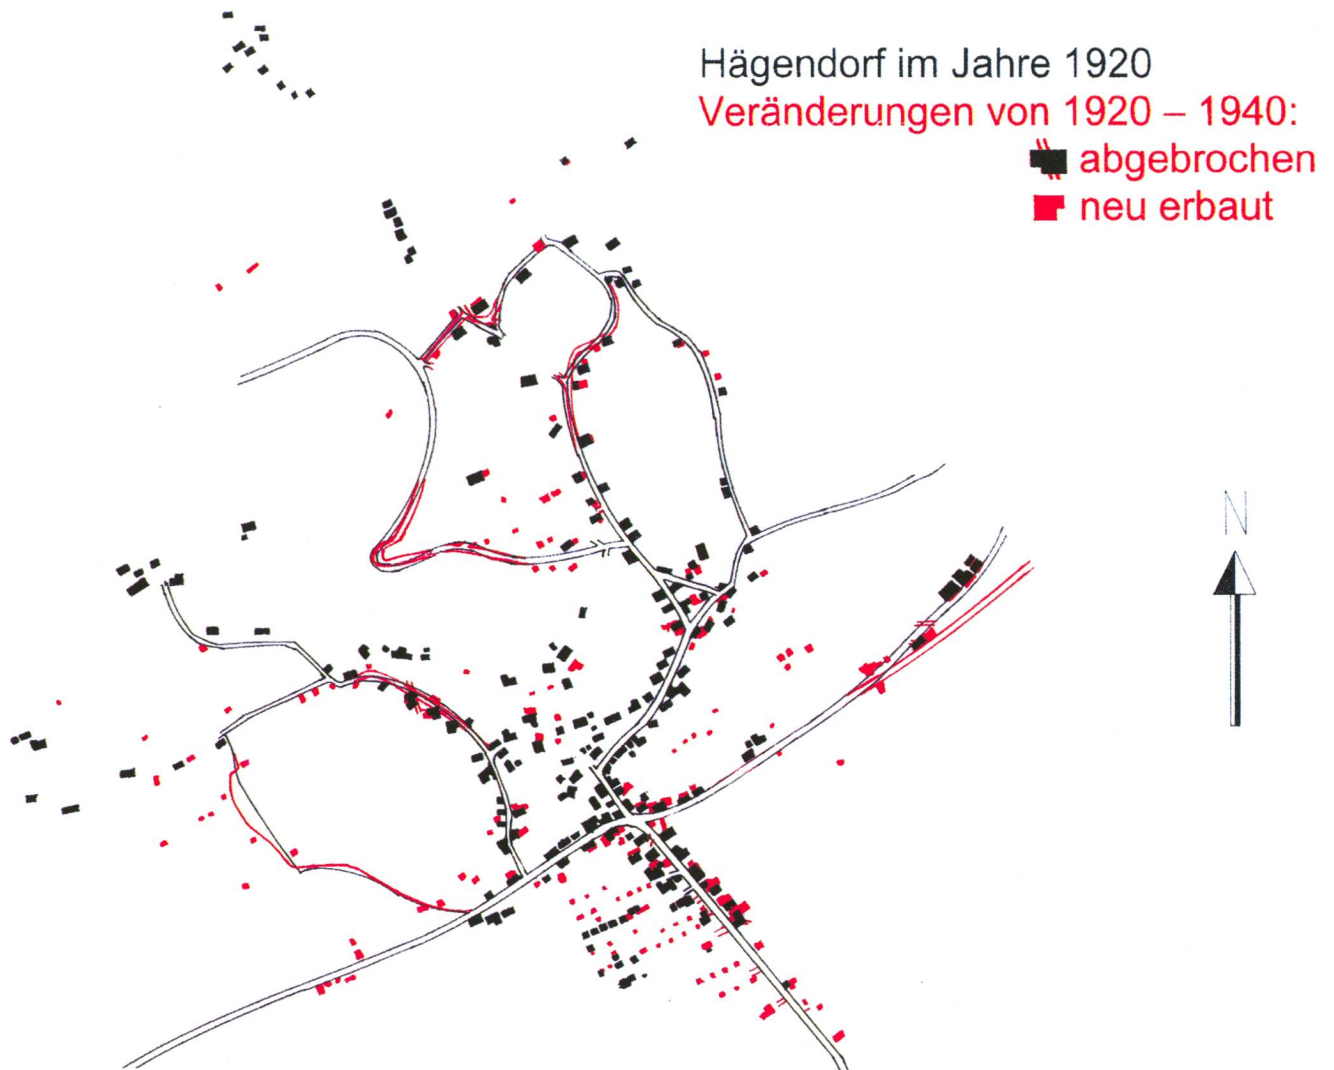 Hägendorf im Jahre 1920
Veränderungen von 1920 – 1940:
abgebrochen
neu erbaut
N